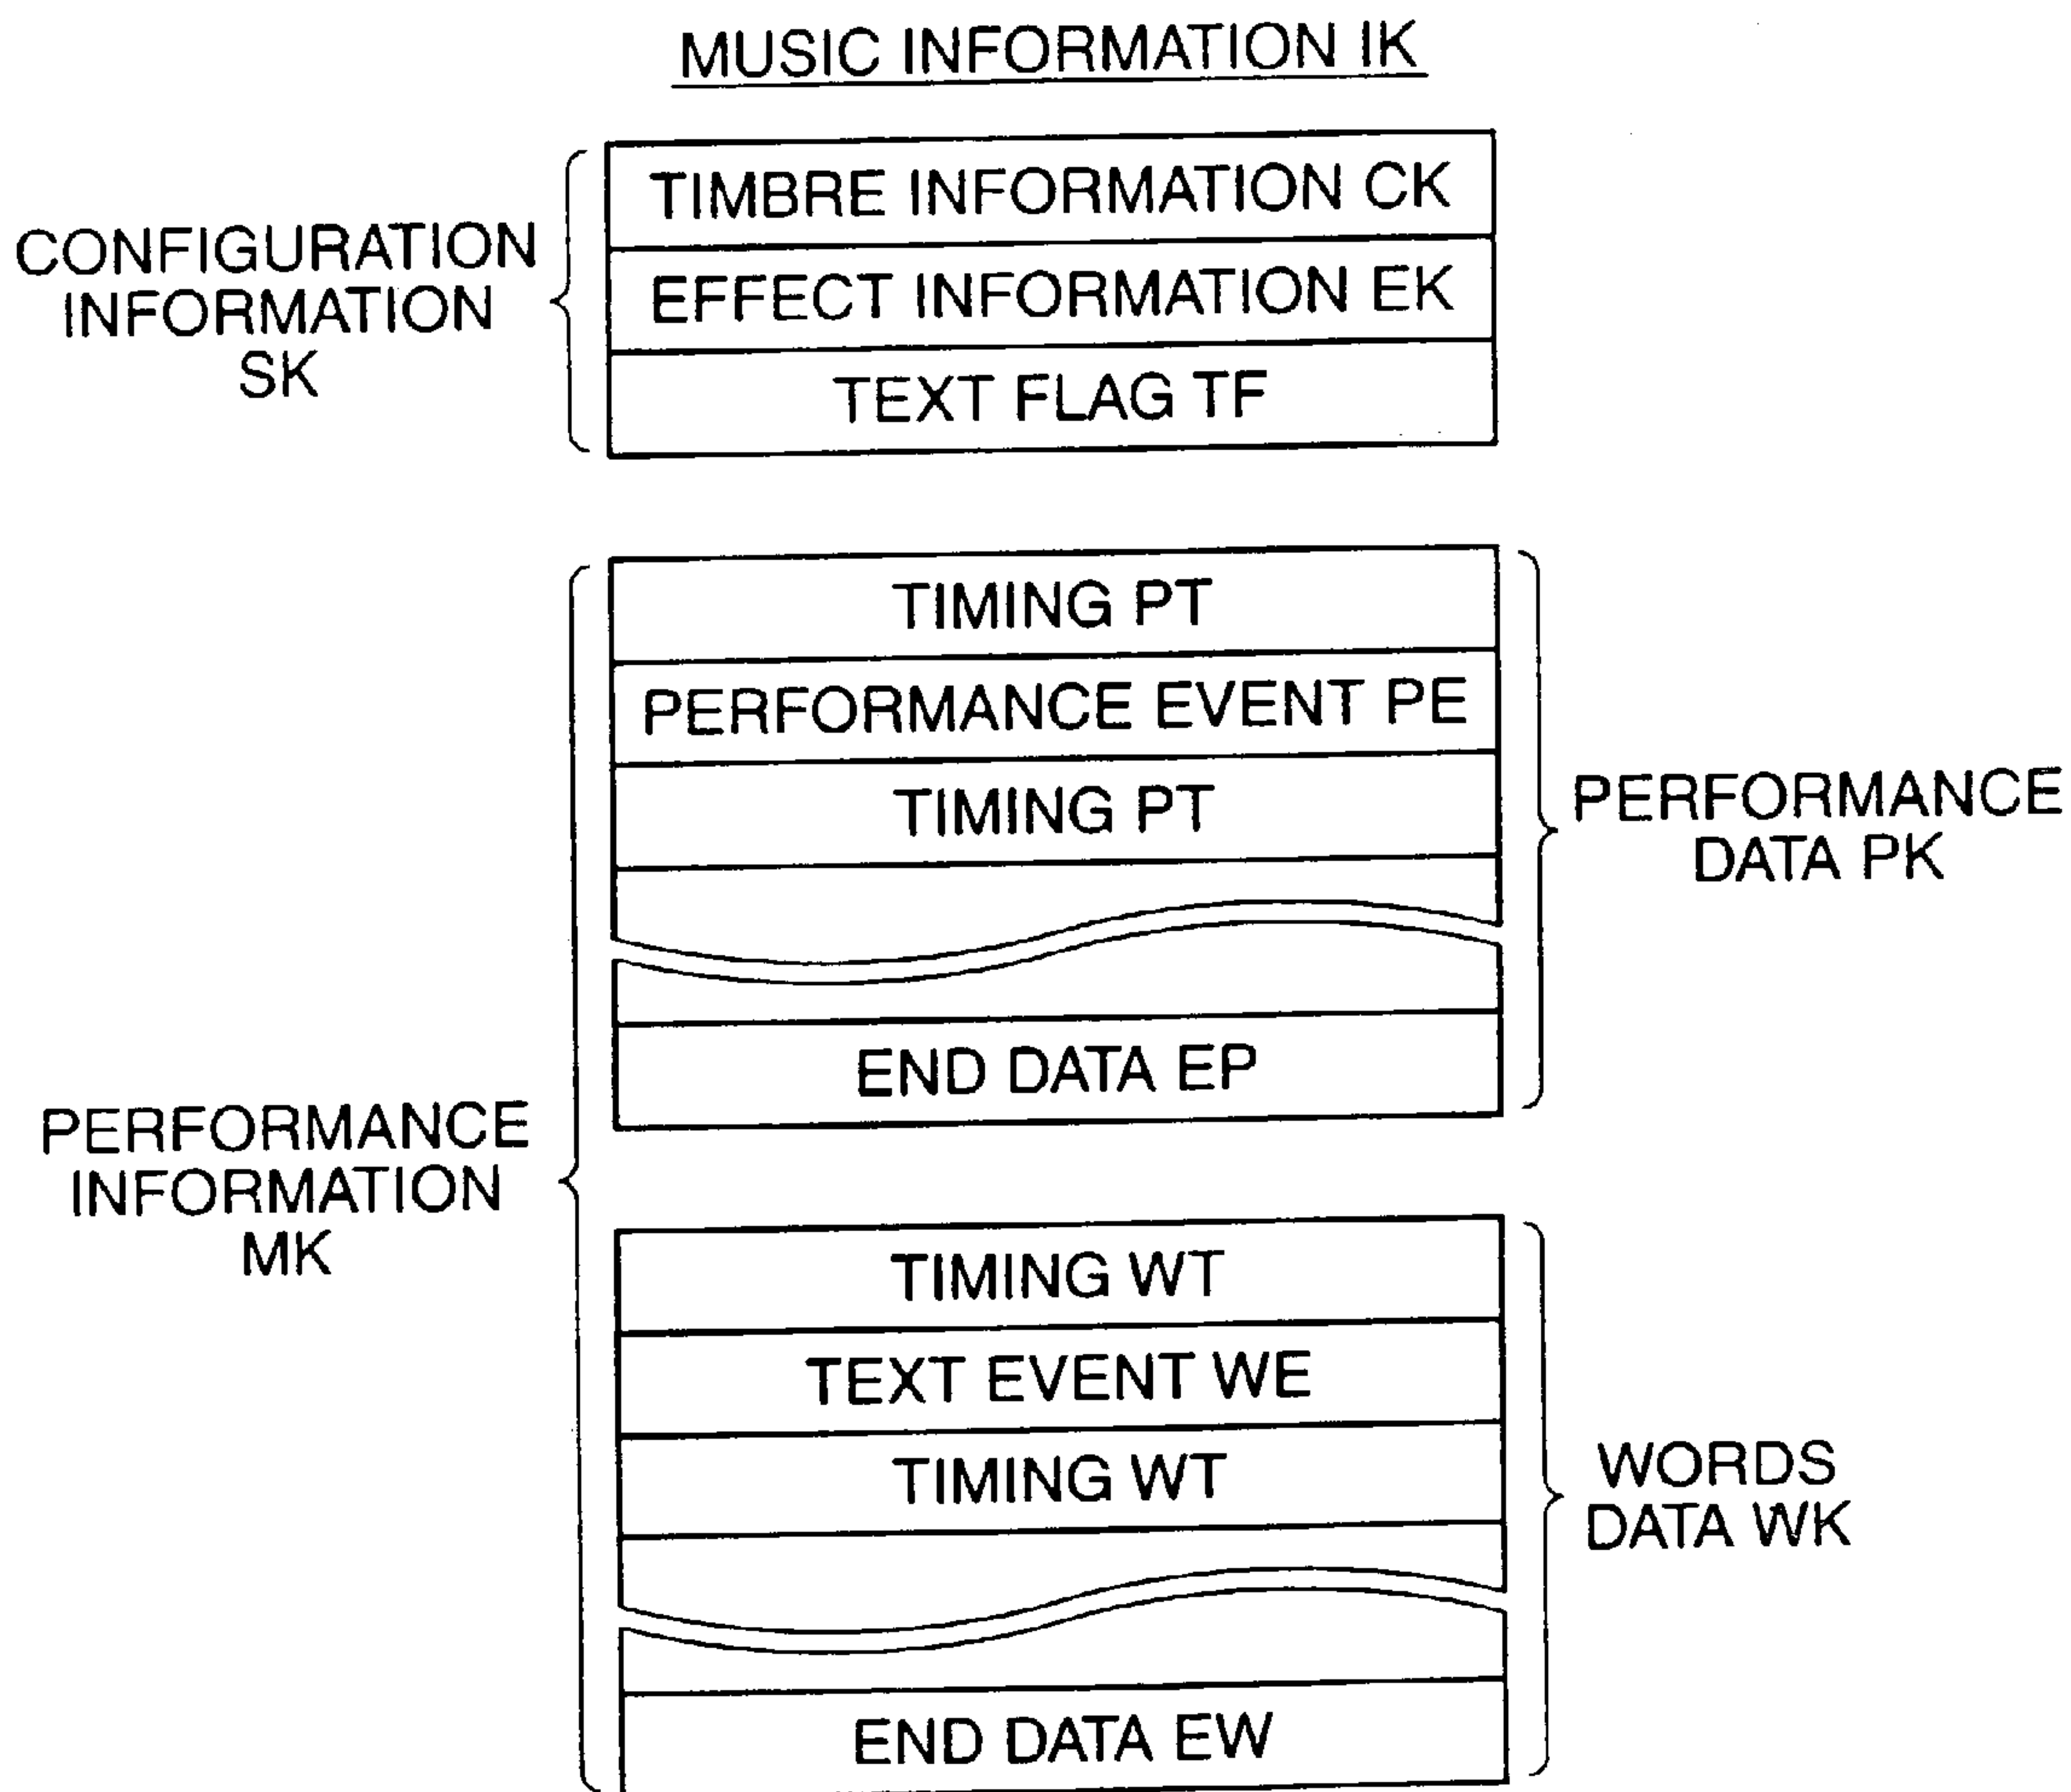 MUSIC INFORMATION IK
CONFIGURATION
INFORMATION
SK
TIMBRE INFORMATION CK
EFFECT INFORMATION EK
TEXT FLAG TF
PERFORMANCE
INFORMATION
MK
TIMING PT
PERFORMANCE EVENT PE
TIMING PT
END DATA EP
PERFORMANCE
DATA PK
TIMING WT
TEXT EVENT WE
TIMING WT
END DATA EW
WORDS
DATA WK